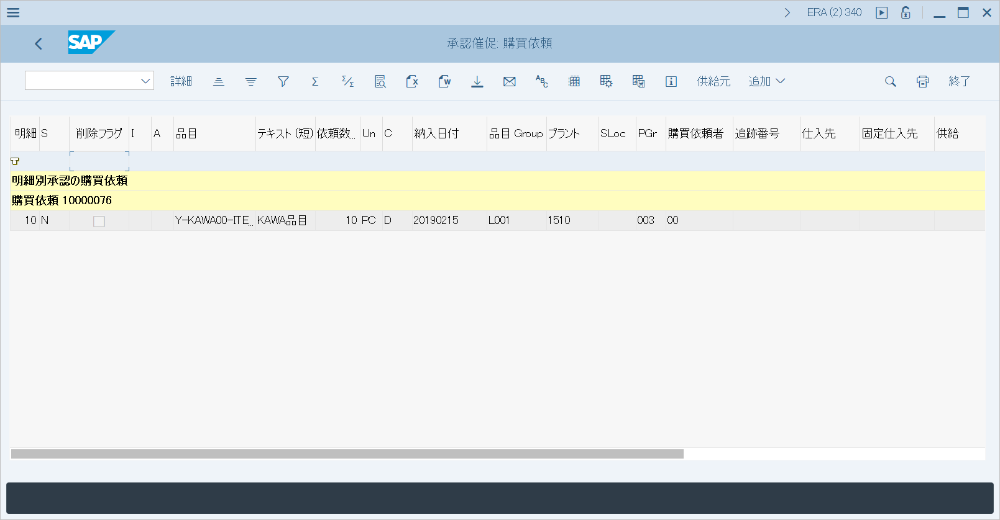 ERA (2) 340
SAP 承認催促: 購買依頼
詳細 供給元 追加 終了
明細 S 削除フラグ I A 品目 テキスト (短) 依頼数... Un C 納入日付 品目 Group プラント SLoc PGr 購買依頼者 追跡番号 仕入先 固定仕入先 供給
明細別承認の購買依頼
購買依頼 10000076
10 N Y-KAWA00-ITE... KAWA品目 10 PC D 20190215 L001 1510 003 00